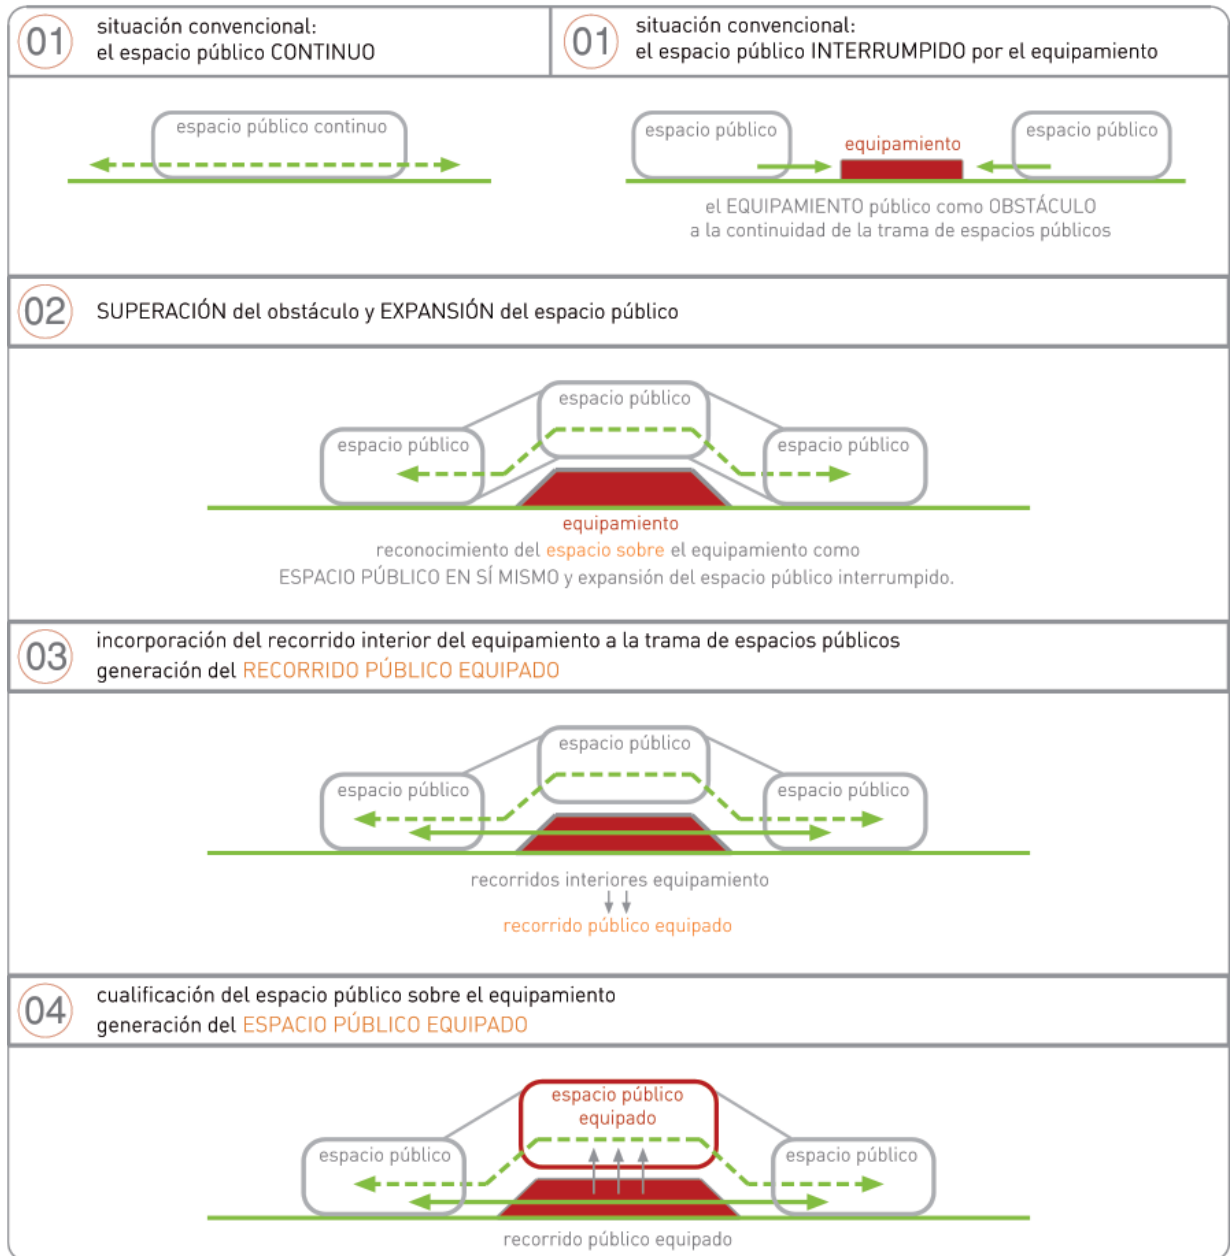 01
situación convencional:
el espacio público CONTINUO
01
situación convencional:
el espacio público INTERRUMPIDO por el equipamiento
espacio público continuo
espacio público
equipamiento
espacio público
el EQUIPAMIENTO público como OBSTÁCULO
a la continuidad de la trama de espacios públicos
02
SUPERACIÓN del obstáculo y EXPANSIÓN del espacio público
espacio público
espacio público
espacio público
equipamiento
reconocimiento del espacio sobre el equipamiento como
ESPACIO PÚBLICO EN SÍ MISMO y expansión del espacio público interrumpido.
03
incorporación del recorrido interior del equipamiento a la trama de espacios públicos
generación del RECORRIDO PÚBLICO EQUIPADO
espacio público
espacio público
espacio público
recorridos interiores equipamiento
recorrido público equipado
04
cualificación del espacio público sobre el equipamiento
generación del ESPACIO PÚBLICO EQUIPADO
espacio público
equipado
espacio público
espacio público
recorrido público equipado